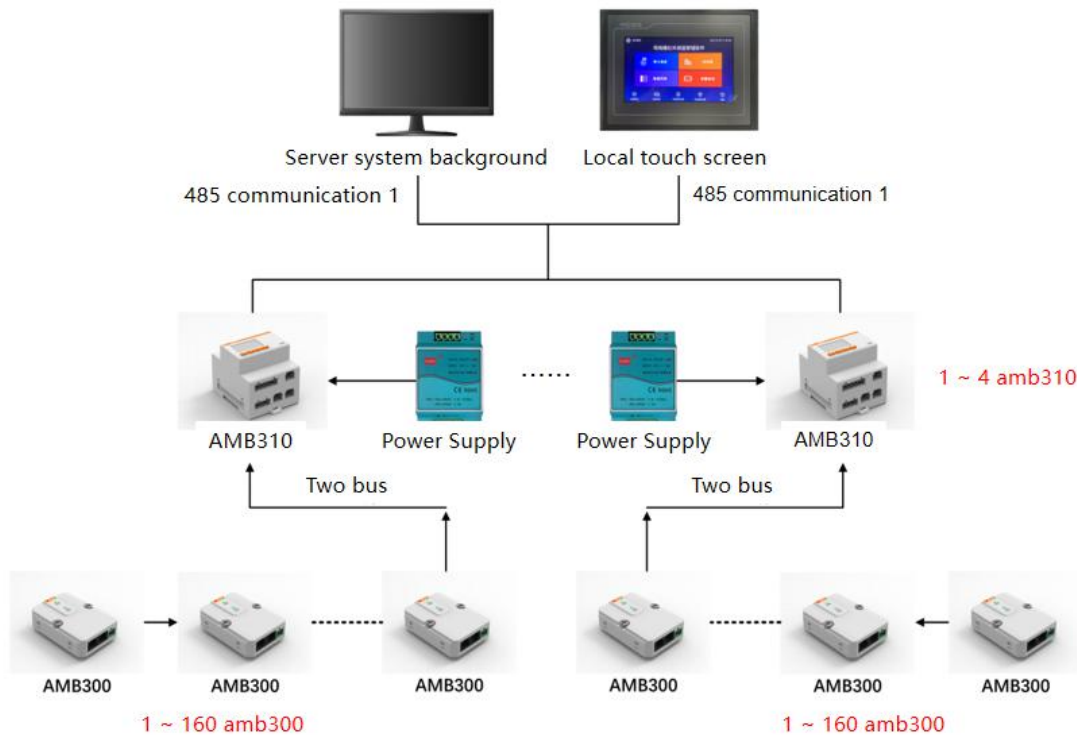 Server system background
Local touch screen
485 communication 1
485 communication 1
......
1 ~ 4 amb310
AMB310
Power Supply
Power Supply
AMB310
Two bus
Two bus
AMB300
AMB300
AMB300
AMB300
AMB300
AMB300
1 ~ 160 amb300
1 ~ 160 amb300